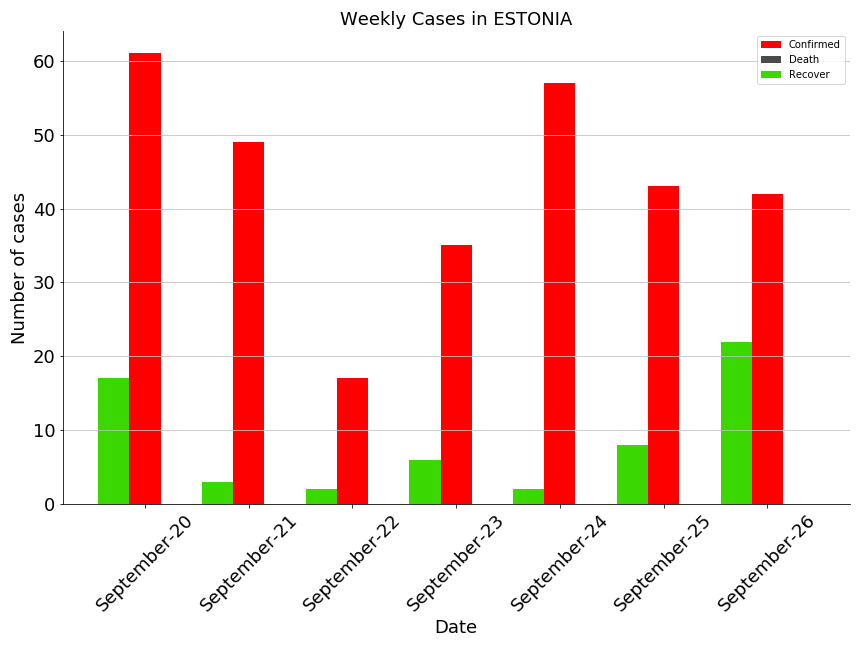 Weekly Cases in ESTONIA
Confirmed
Death
Recover
Number of cases
60
50
40
30
20
10
0
September-20
September-21
September-22
September-23
September-24
September-25
September-26
Date